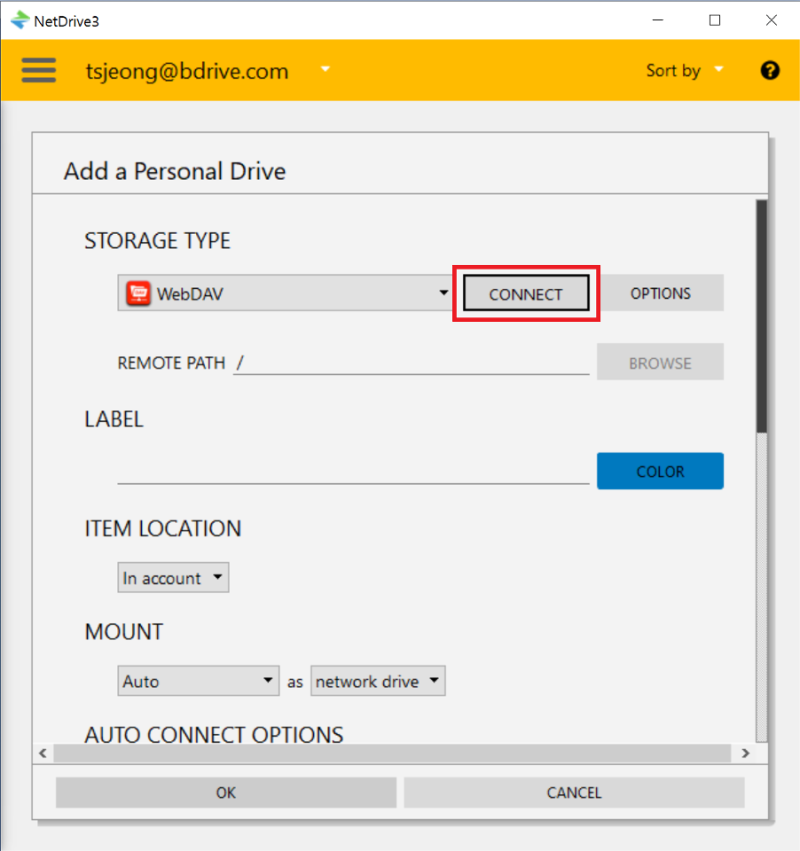 NetDrive3
tsjeong@bdrive.com Sort by ?
Add a Personal Drive
STORAGE TYPE
WebDAV CONNECT OPTIONS
REMOTE PATH / BROWSE
LABEL
COLOR
ITEM LOCATION
In account
MOUNT
Auto as network drive
AUTO CONNECT OPTIONS
OK CANCEL